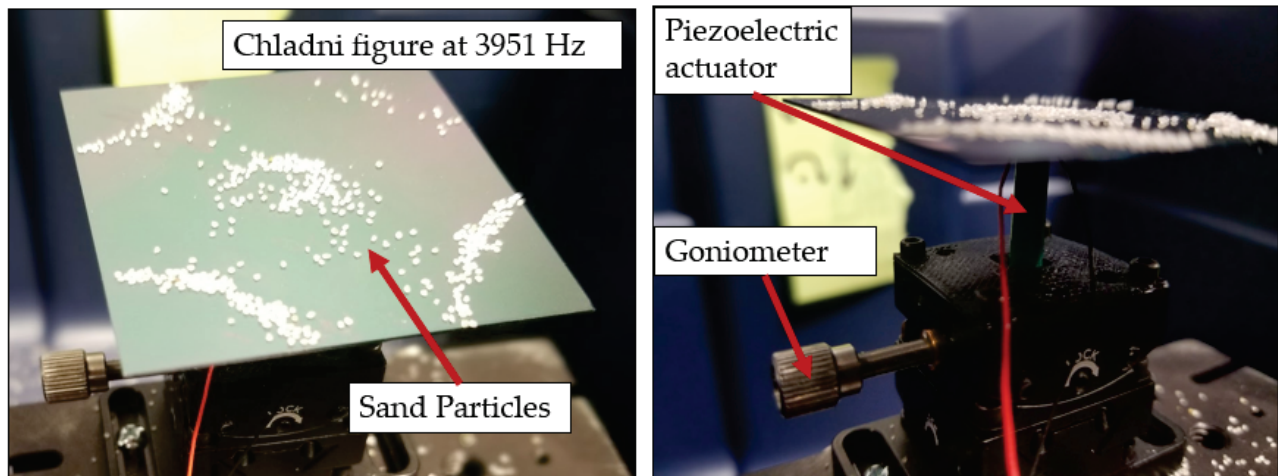 Chladni figure at 3951 Hz
Sand Particles
Piezoelectric
actuator
Goniometer